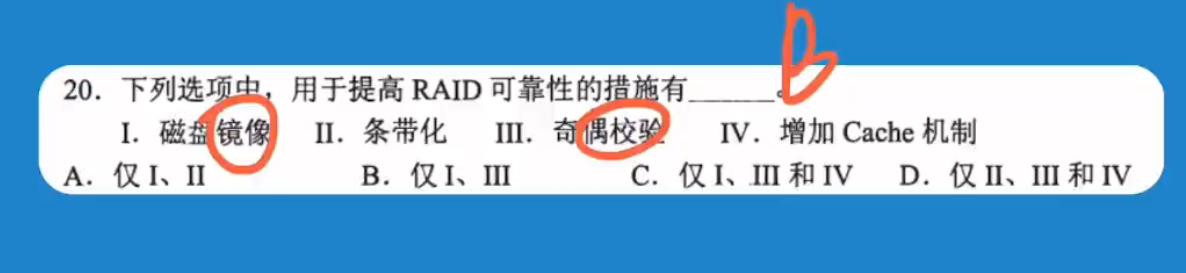 B
20. 下列选项中，用于提高 RAID 可靠性的措施有______。
I. 磁盘镜像 II. 条带化 III. 奇偶校验 IV. 增加 Cache 机制
A. 仅 I、II B. 仅 I、III C. 仅 I、III 和 IV D. 仅 II、III 和 IV